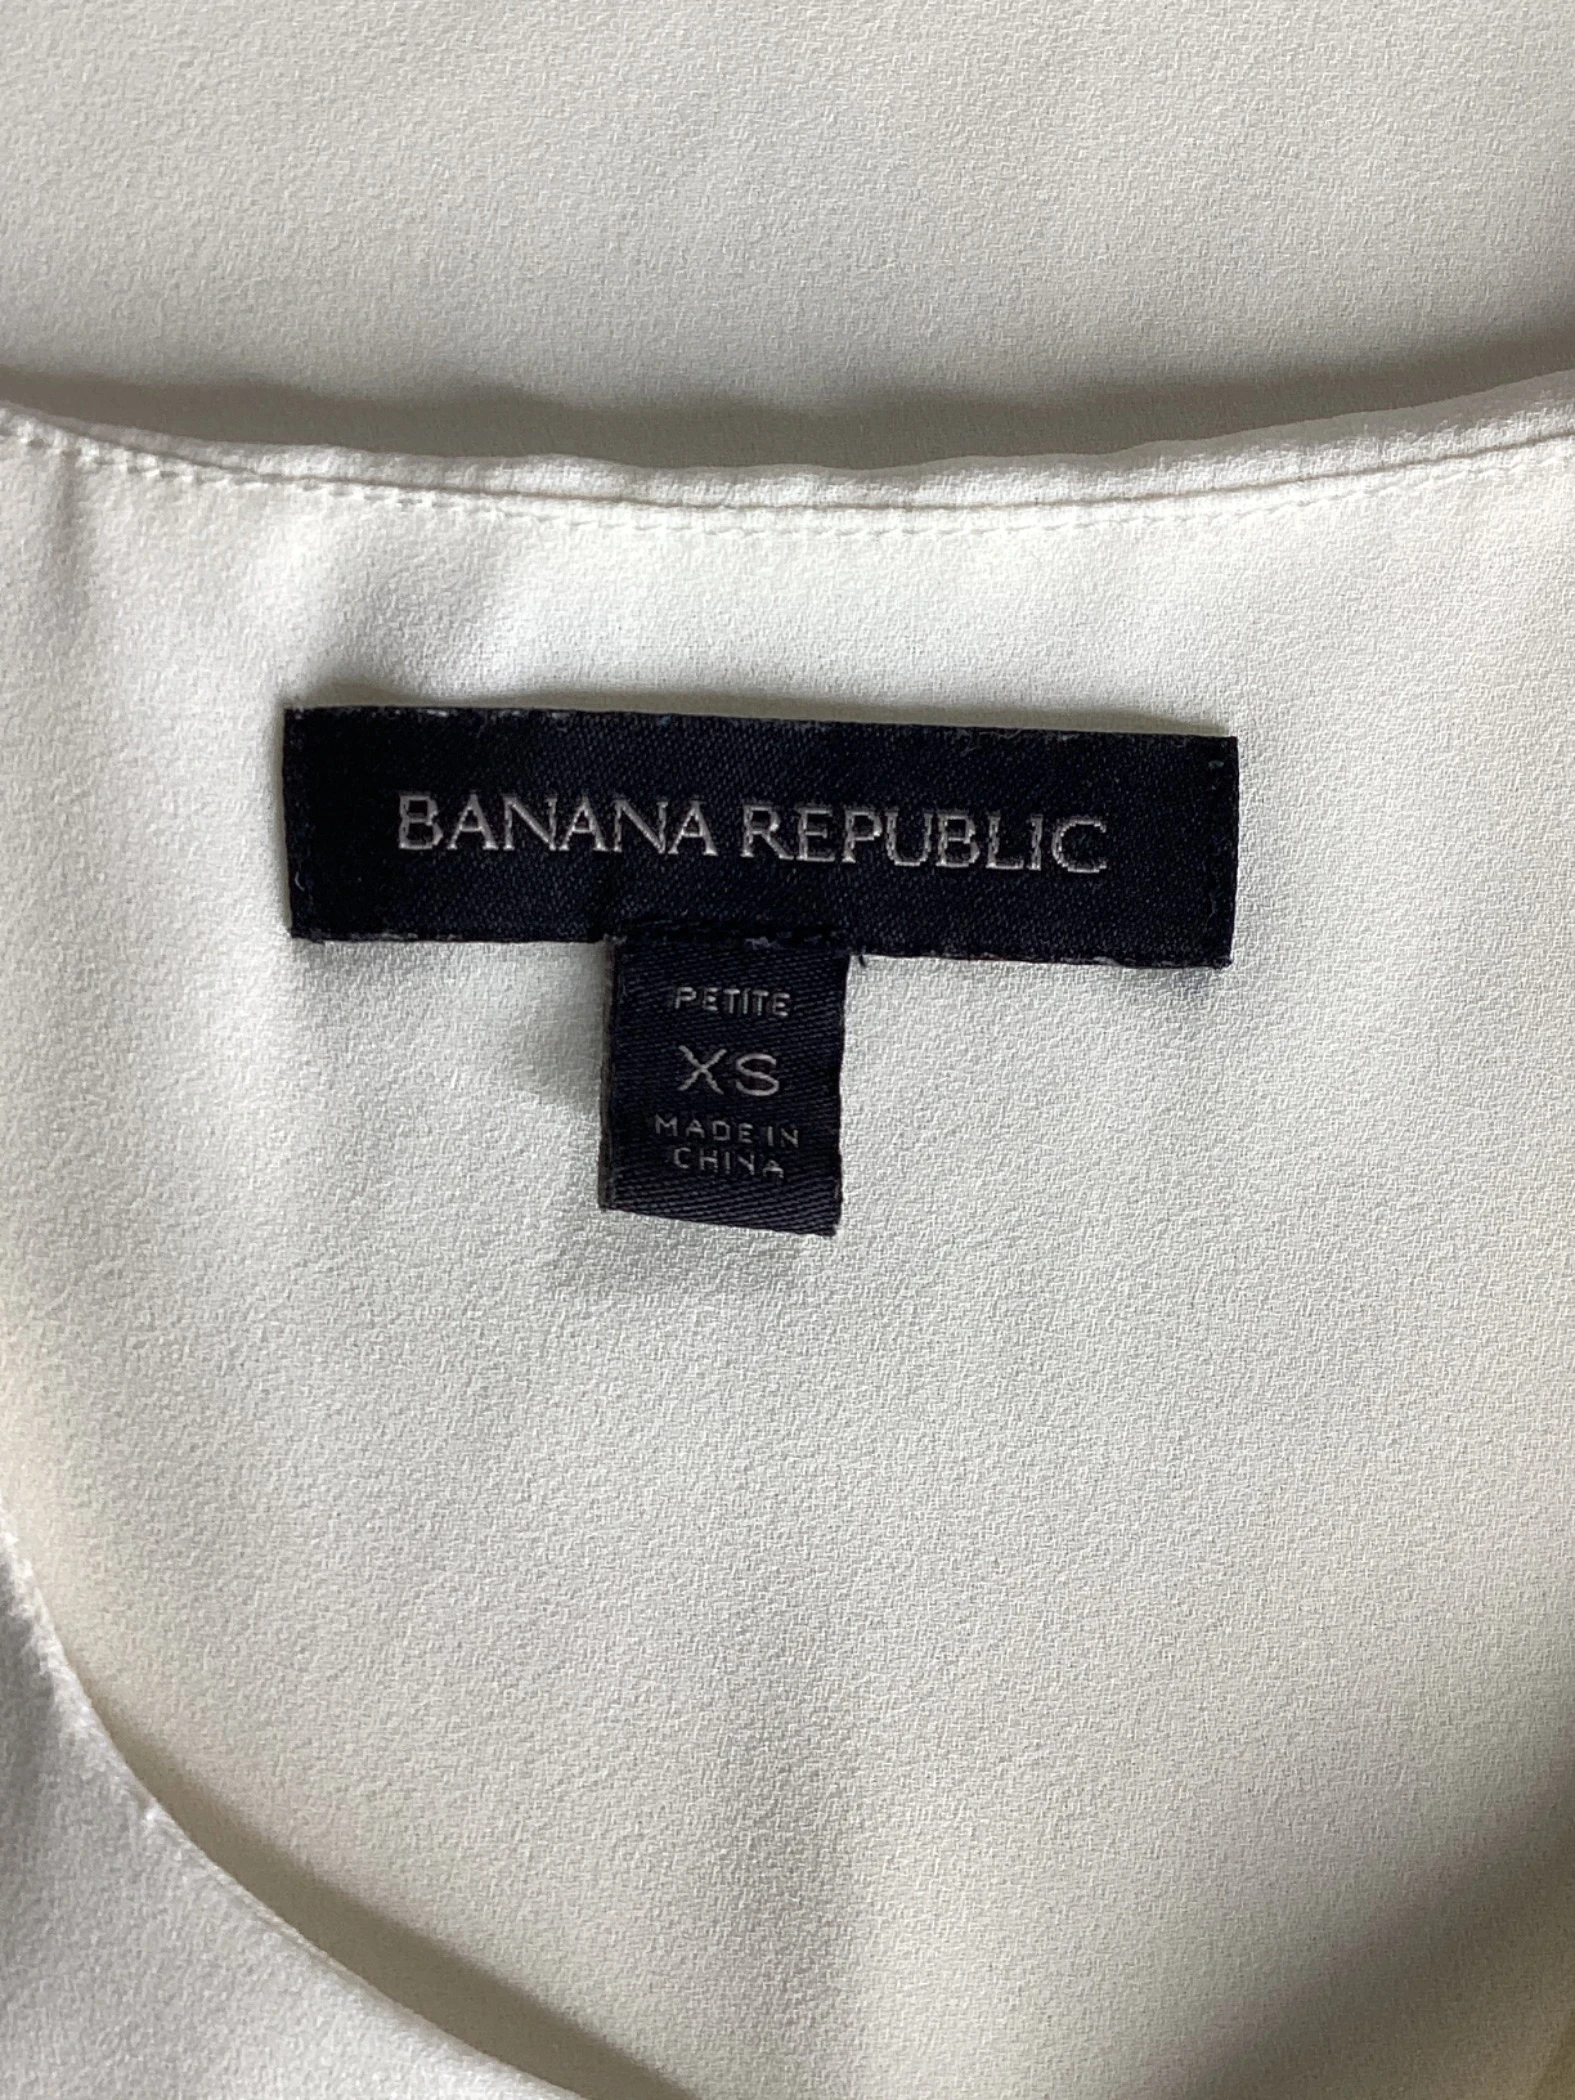 BANANA REPUBLIC
PETITE
XS
MADE IN
CHINA